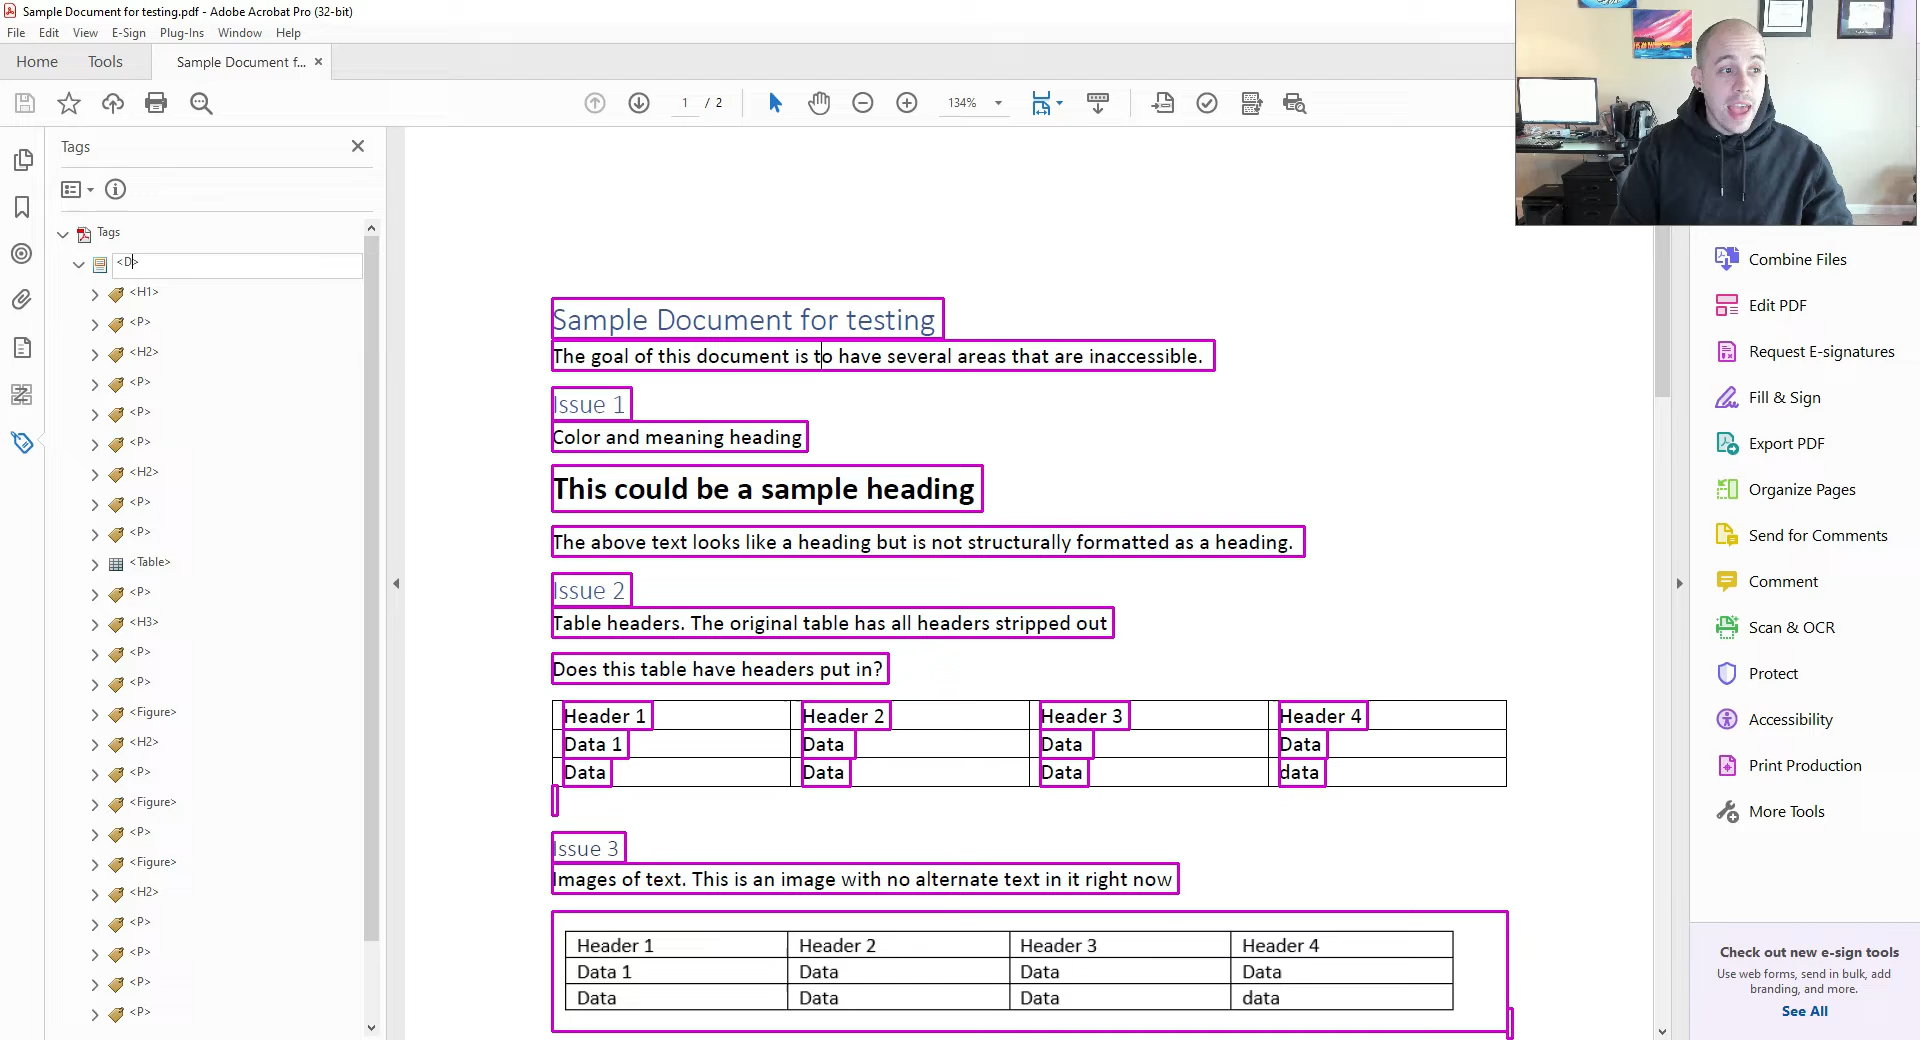 Sample Document for testing.pdf - Adobe Acrobat Pro (32-bit)
File Edit View E-Sign Plug-Ins Window Help
Home Tools Sample Document f... ×
1 / 2 134%
Tags
Tags
<D>
<H1>
<P>
<H2>
<P>
<P>
<P>
<H2>
<P>
<P>
<Table>
<P>
<H3>
<P>
<P>
<Figure>
<H2>
<P>
<Figure>
<P>
<Figure>
<H2>
<P>
<P>
<P>
<P>
Sample Document for testing
The goal of this document is to have several areas that are inaccessible.
Issue 1
Color and meaning heading
This could be a sample heading
The above text looks like a heading but is not structurally formatted as a heading.
Issue 2
Table headers. The original table has all headers stripped out
Does this table have headers put in?
Header 1 Header 2 Header 3 Header 4
Data 1 Data Data Data
Data Data Data data
Issue 3
Images of text. This is an image with no alternate text in it right now
Header 1 Header 2 Header 3 Header 4
Data 1 Data Data Data
Data Data Data data
Combine Files
Edit PDF
Request E-signatures
Fill & Sign
Export PDF
Organize Pages
Send for Comments
Comment
Scan & OCR
Protect
Accessibility
Print Production
More Tools
Check out new e-sign tools
Use web forms, send in bulk, add
branding, and more.
See All